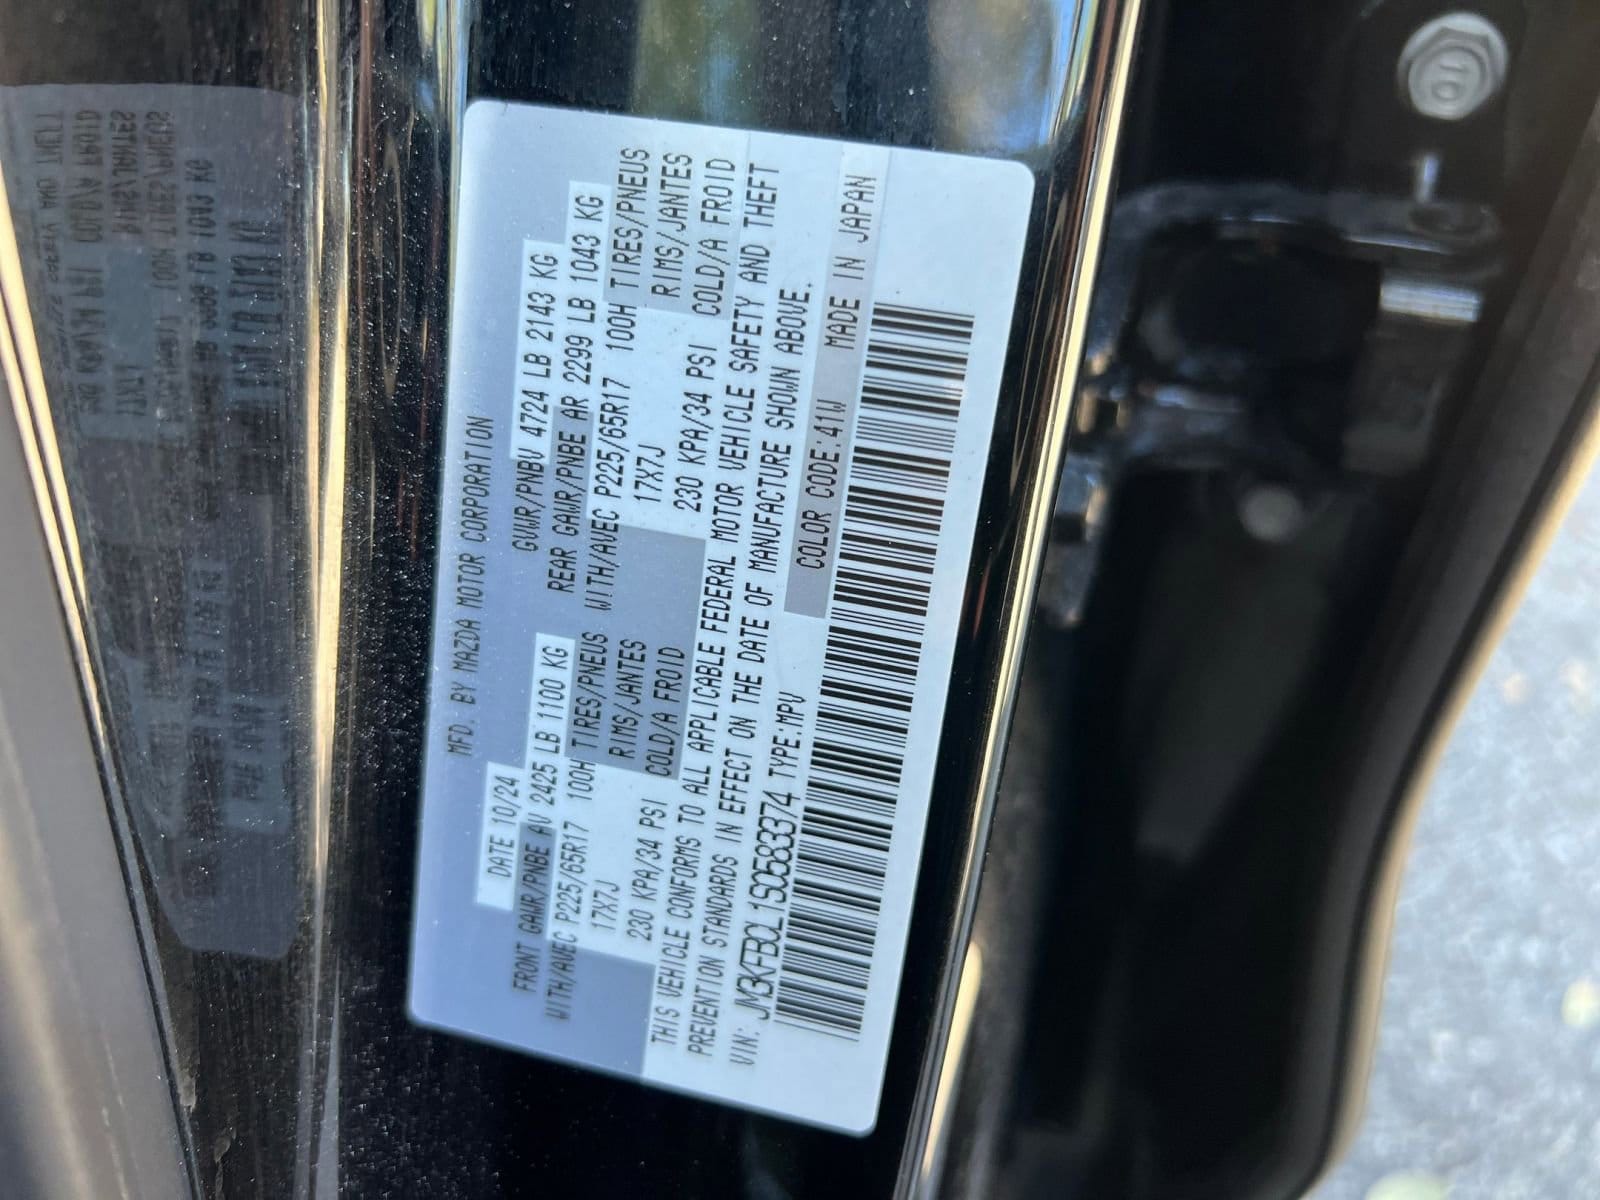 MFD. BY MAZDA MOTOR CORPORATION
DATE 10/24 GVWR/PNBV 4724 LB 2143 KG
FRONT GAWR/PNBE AV 2425 LB 1100 KG REAR GAWR/PNBE AR 2299 LB 1043 KG
WITH/AVEC P225/65R17 100H TIRES/PNEUS WITH/AVEC P225/65R17 100H TIRES/PNEUS
17X7J RIMS/JANTES 17X7J RIMS/JANTES
230 KPA/34 PSI COLD/A FROID 230 KPA/34 PSI COLD/A FROID
THIS VEHICLE CONFORMS TO ALL APPLICABLE FEDERAL MOTOR VEHICLE SAFETY AND THEFT
PREVENTION STANDARDS IN EFFECT ON THE DATE OF MANUFACTURE SHOWN ABOVE.
VIN: JM3KFBCL1S0583374 TYPE:MPV COLOR CODE:41W MADE IN JAPAN
10